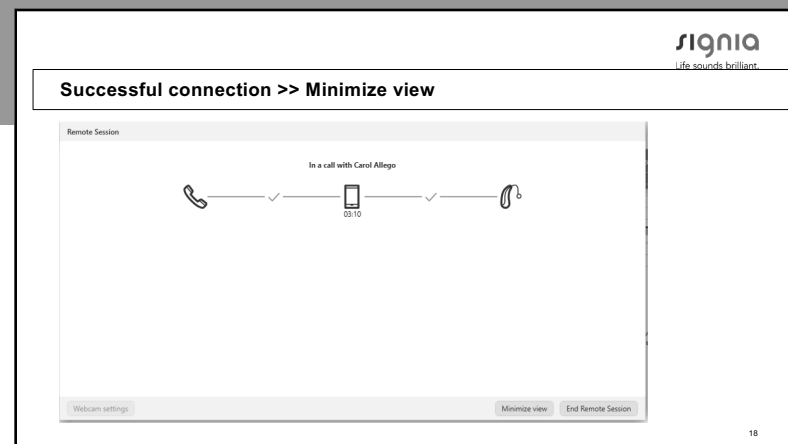 signia
Life sounds brilliant.
Successful connection >> Minimize view
Remote Session
In a call with Carol Allego
03:10
Webcam settings
Minimize view
End Remote Session
18